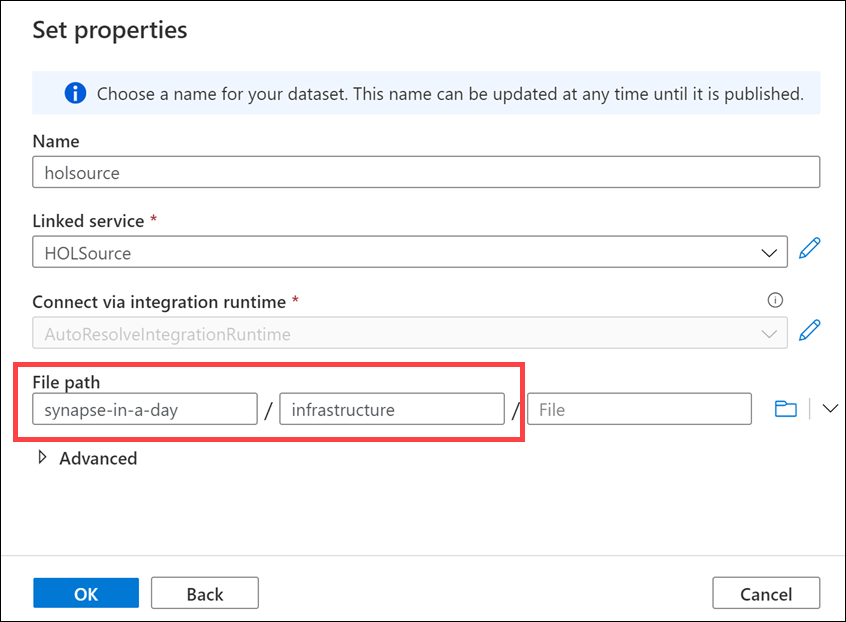 Set properties
Choose a name for your dataset. This name can be updated at any time until it is published.
Name
holsource
Linked service *
HOLSource
Connect via integration runtime *
AutoResolveIntegrationRuntime
File path
synapse-in-a-day / infrastructure / File
Advanced
OK Back Cancel